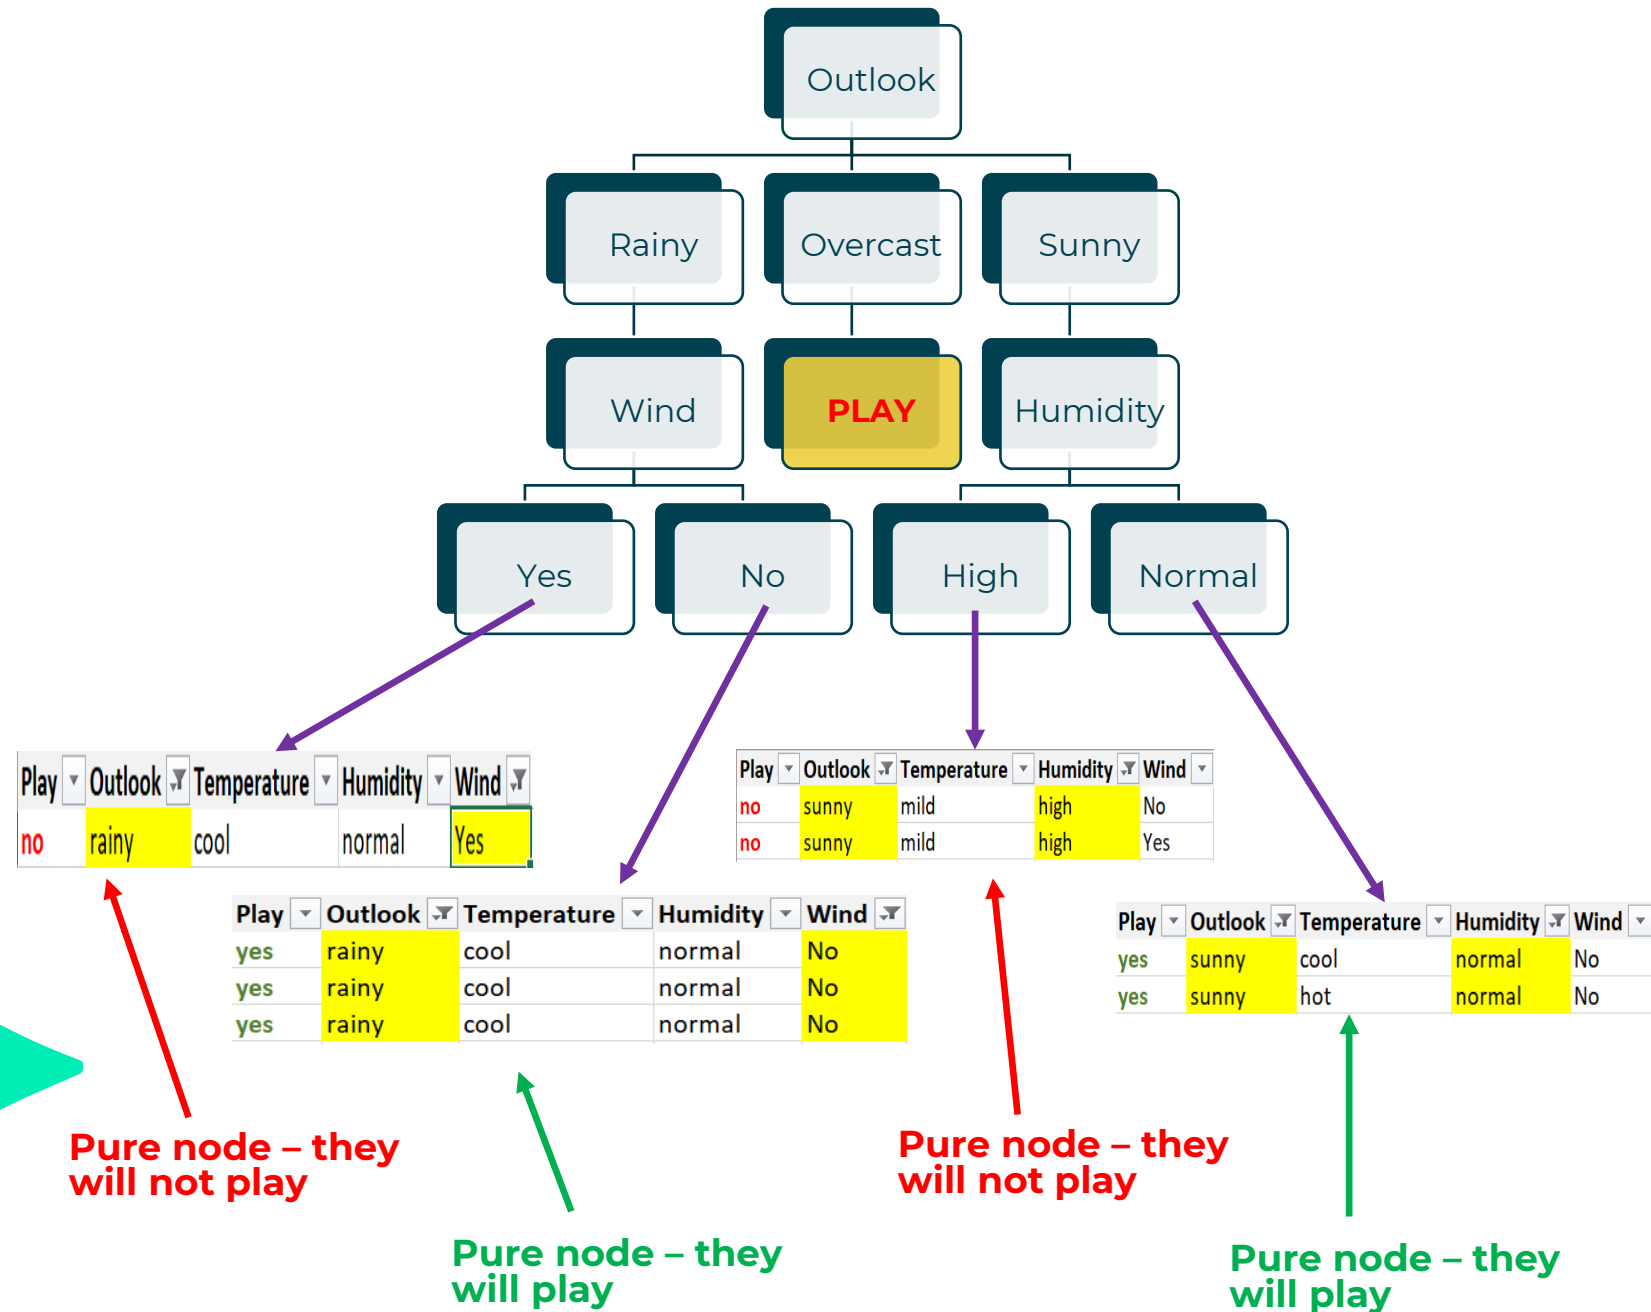 Outlook
Rainy Overcast Sunny
Wind PLAY Humidity
Yes No High Normal
Play Outlook Temperature Humidity Wind
no rainy cool normal Yes
Play Outlook Temperature Humidity Wind
no sunny mild high No
no sunny mild high Yes
Play Outlook Temperature Humidity Wind
yes rainy cool normal No
yes rainy cool normal No
yes rainy cool normal No
Play Outlook Temperature Humidity Wind
yes sunny cool normal No
yes sunny hot normal No
Pure node – they
will not play
Pure node – they
will not play
Pure node – they
will play
Pure node – they
will play